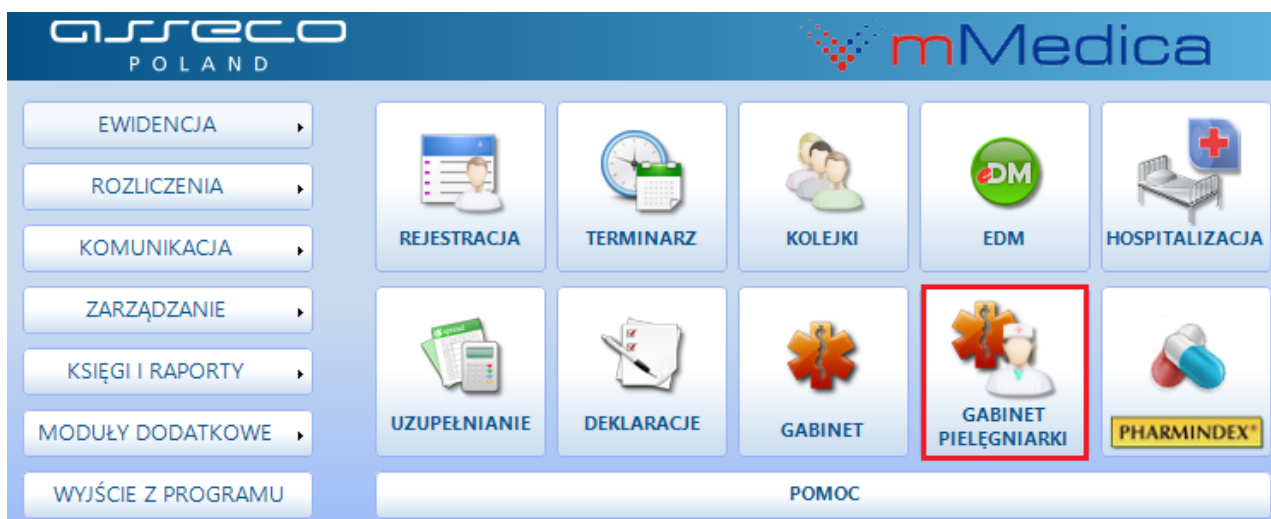 asseco
POLAND
mMedica
EWIDENCJA
ROZLICZENIA
KOMUNIKACJA
ZARZĄDZANIE
KSIĘGI I RAPORTY
MODUŁY DODATKOWE
WYJŚCIE Z PROGRAMU
REJESTRACJA
TERMINARZ
KOLEJKI
eDM
EDM
HOSPITALIZACJA
UZUPEŁNIANIE
DEKLARACJE
GABINET
GABINET
PIELĘGNIARKI
PHARMINDEX®
POMOC